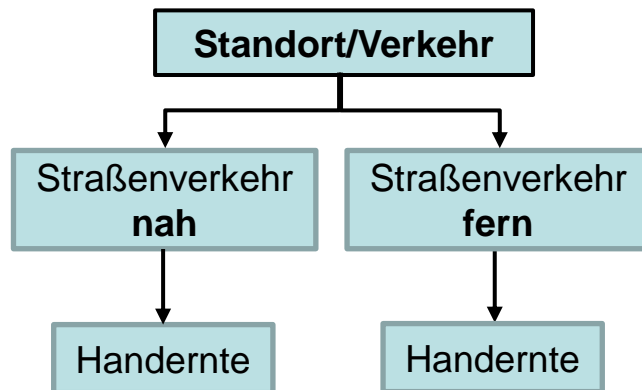 Standort/Verkehr
Straßenverkehr
nah
Straßenverkehr
fern
Handernte
Handernte